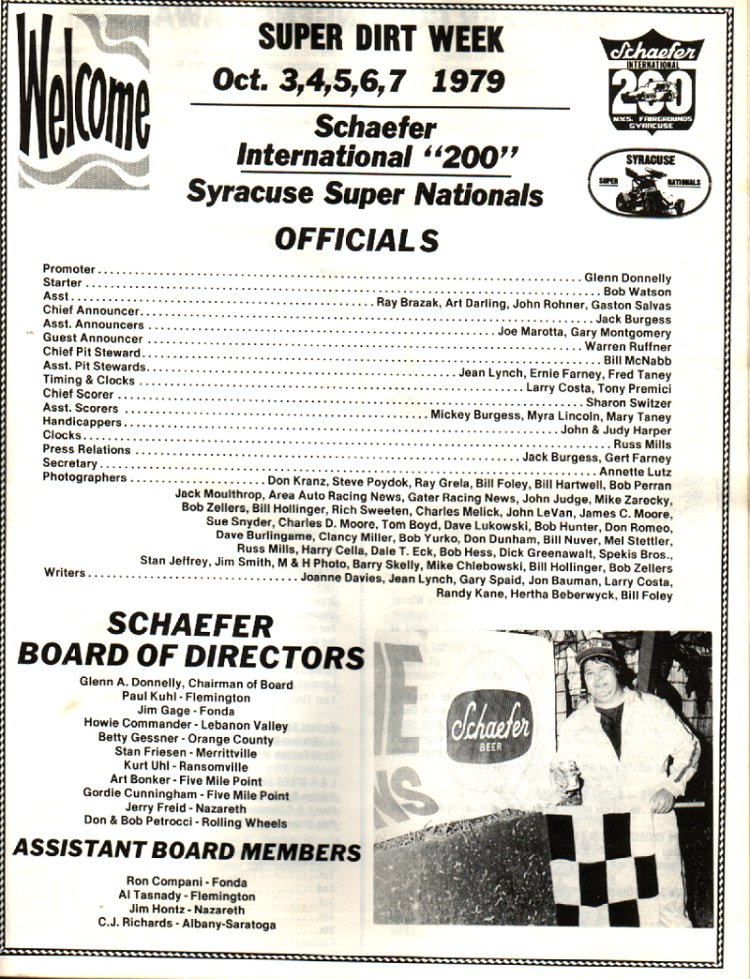 Welcome
SUPER DIRT WEEK
Oct. 3,4,5,6,7 1979
Schaefer
International "200"
Syracuse Super Nationals
Schaefer
INTERNATIONAL
200
N.Y.S. FAIRGROUNDS
SYRACUSE
SYRACUSE
SUPER NATIONALS
OFFICIALS
Promoter Glenn Donnelly
Starter Bob Watson
Asst Ray Brazak, Art Darling, John Rohner, Gaston Salvas
Chief Announcer Jack Burgess
Asst. Announcers Joe Marotta, Gary Montgomery
Guest Announcer Warren Ruffner
Chief Pit Steward Bill McNabb
Asst. Pit Stewards Jean Lynch, Ernie Farney, Fred Taney
Timing & Clocks Larry Costa, Tony Premici
Chief Scorer Sharon Switzer
Asst. Scorers Mickey Burgess, Myra Lincoln, Mary Taney
Handicappers John & Judy Harper
Clocks Russ Mills
Press Relations Jack Burgess, Gert Farney
Secretary Annette Lutz
Photographers Don Kranz, Steve Poydok, Ray Grela, Bill Foley, Bill Hartwell, Bob Perran
Jack Moulthrop, Area Auto Racing News, Gater Racing News, John Judge, Mike Zarecky,
Bob Zellers, Bill Hollinger, Rich Sweeten, Charles Melick, John LeVan, James C. Moore,
Sue Snyder, Charles D. Moore, Tom Boyd, Dave Lukowski, Bob Hunter, Don Romeo,
Dave Burlingame, Clancy Miller, Bob Yurko, Don Dunham, Bill Nuver, Mel Stettler,
Russ Mills, Harry Cella, Dale T. Eck, Bob Hess, Dick Greenawalt, Spekis Bros.,
Stan Jeffrey, Jim Smith, M & H Photo, Barry Skelly, Mike Chlebowski, Bill Hollinger, Bob Zellers
Writers Joanne Davies, Jean Lynch, Gary Spaid, Jon Bauman, Larry Costa,
Randy Kane, Hertha Beberwyck, Bill Foley
SCHAEFER
BOARD OF DIRECTORS
Glenn A. Donnelly, Chairman of Board
Paul Kuhl - Flemington
Jim Gage - Fonda
Howie Commander - Lebanon Valley
Betty Gessner - Orange County
Stan Friesen - Merrittville
Kurt Uhl - Ransomville
Art Bonker - Five Mile Point
Gordie Cunningham - Five Mile Point
Jerry Freid - Nazareth
Don & Bob Petrocci - Rolling Wheels
ASSISTANT BOARD MEMBERS
Ron Compani - Fonda
Al Tasnady - Flemington
Jim Hontz - Nazareth
C.J. Richards - Albany-Saratoga
Schaefer
BEER